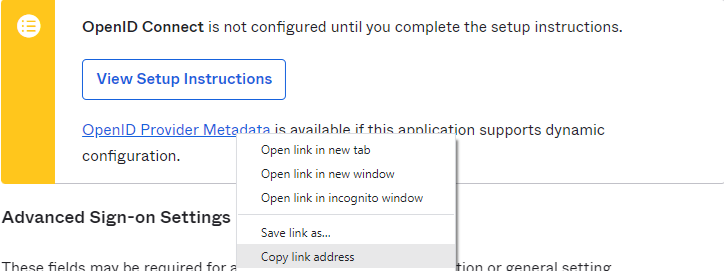 OpenID Connect is not configured until you complete the setup instructions.
View Setup Instructions
OpenID Provider Metadata is available if this application supports dynamic
configuration.
Open link in new tab
Open link in new window
Open link in incognito window
Advanced Sign-on Settings
Save link as...
Copy link address
These fields may be required for a
tion or general setting